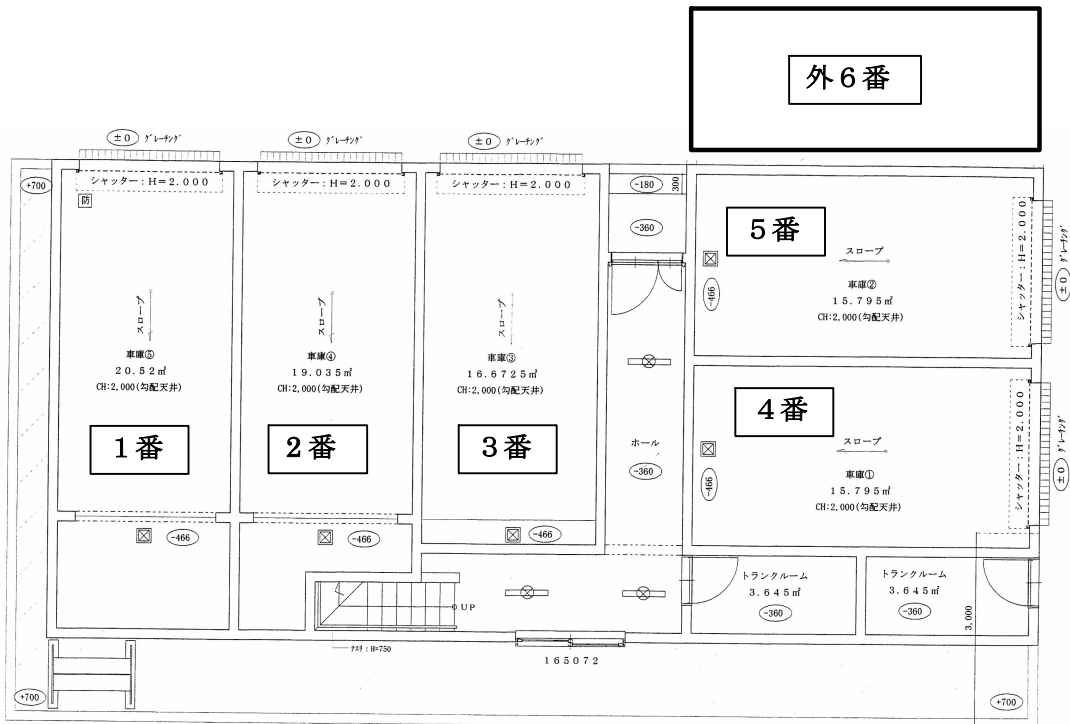 外6番
±0 グレーチング
±0 グレーチング
±0 グレーチング
+700
シャッター：H=2.000
シャッター：H=2.000
シャッター：H=2.000
防
-180
300
-360
5番
スロープ
-466
車庫②
15.795㎡
CH:2,000(勾配天井)
シャッター：H=2.000
±0 グレーチング
スロープ
車庫⑤
20.52㎡
CH:2,000(勾配天井)
スロープ
車庫④
19.035㎡
CH:2,000(勾配天井)
スロープ
車庫③
16.6725㎡
CH:2,000(勾配天井)
1番
2番
3番
ホール
-360
4番
スロープ
-466
車庫①
15.795㎡
CH:2,000(勾配天井)
シャッター：H=2.000
±0 グレーチング
-466
-466
-466
UP
トランクルーム
3.645㎡
-360
トランクルーム
3.645㎡
-360
3,000
ﾃｽﾘ：H=750
165072
+700
+700